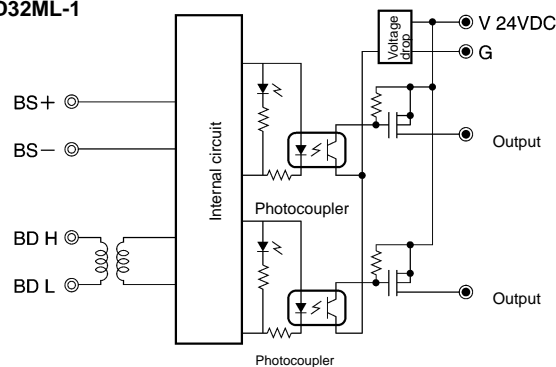 D32ML-1
V 24VDC
Voltage
drop
G
BS+
BS−
Internal circuit
Output
Photocoupler
BD H
BD L
Output
Photocoupler